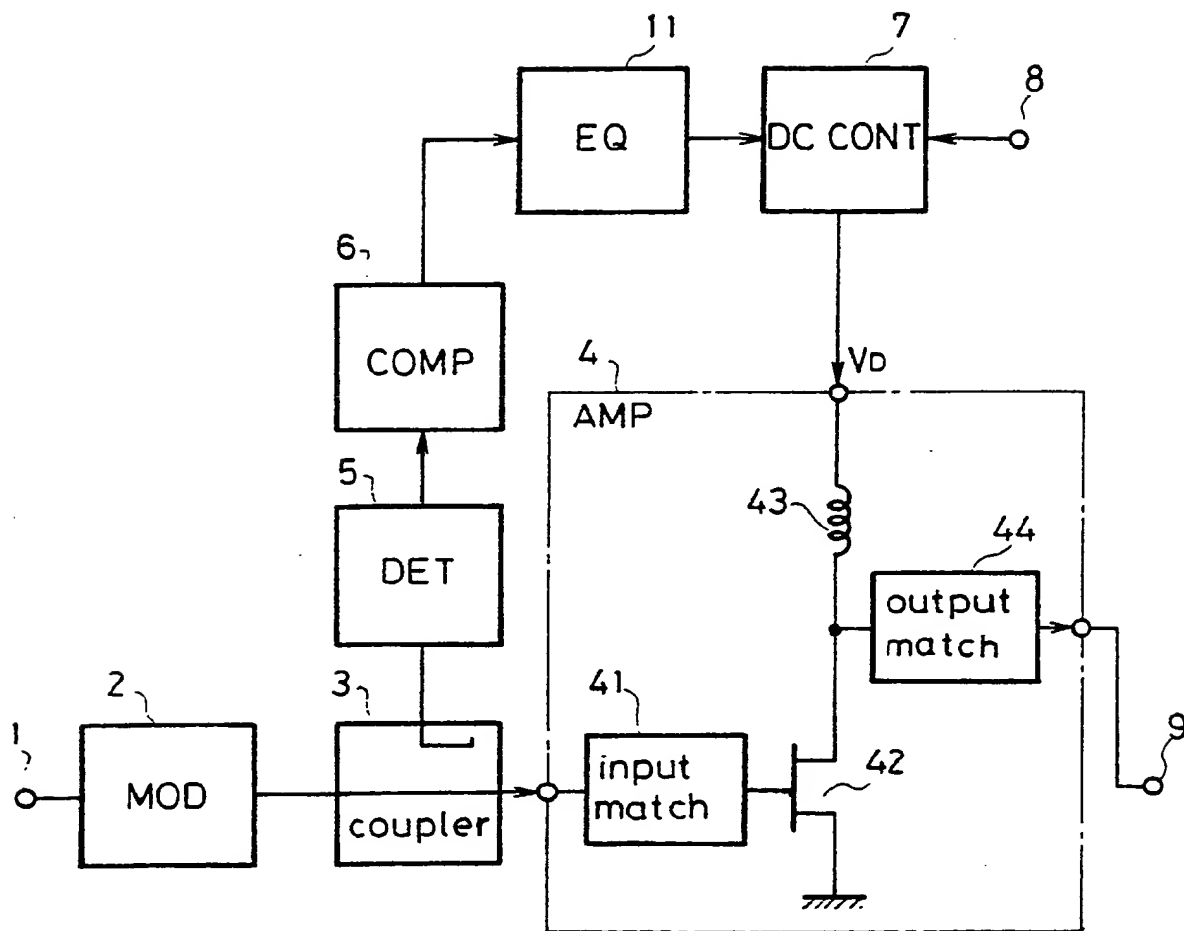 11
7
8
EQ
DC CONT
6
COMP
4
VD
AMP
5
43
DET
44
output
match
2
3
41
1
9
MOD
coupler
input
match
42